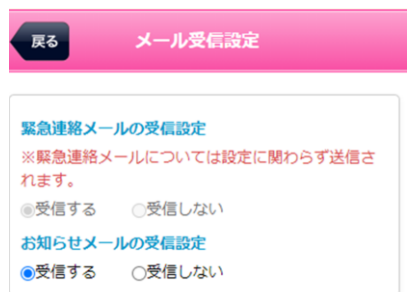 戻る
メール受信設定
緊急連絡メールの受信設定
※緊急連絡メールについては設定に関わらず送信さ
れます。
受信する 受信しない
お知らせメールの受信設定
受信する 受信しない